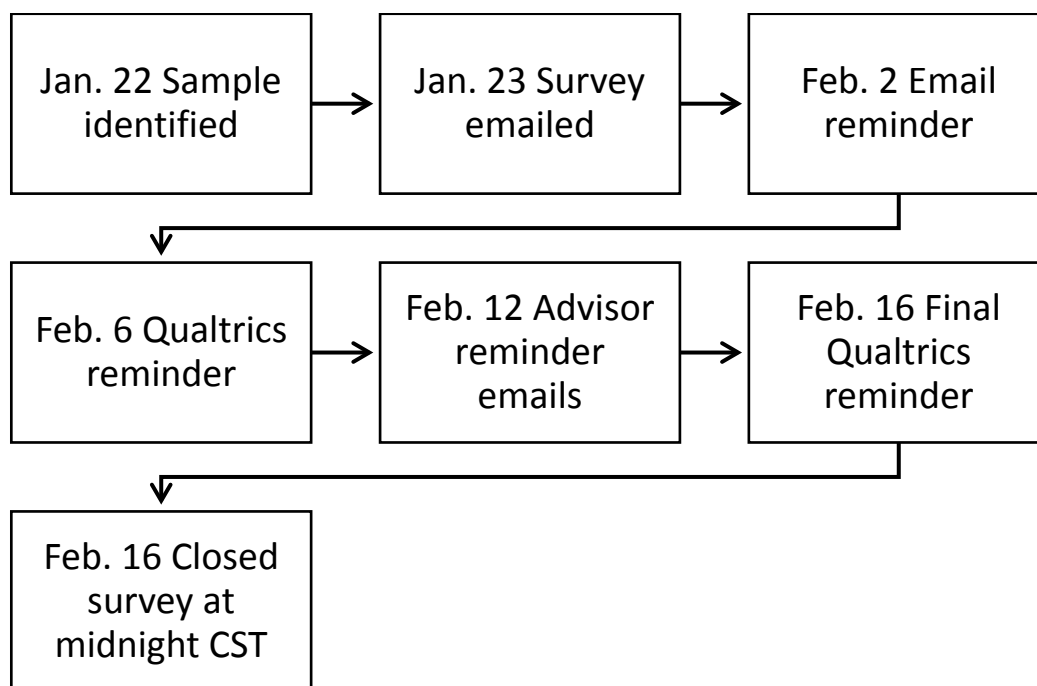 Jan. 22 Sample
identified
Jan. 23 Survey
emailed
Feb. 2 Email
reminder
Feb. 6 Qualtrics
reminder
Feb. 12 Advisor
reminder
emails
Feb. 16 Final
Qualtrics
reminder
Feb. 16 Closed
survey at
midnight CST